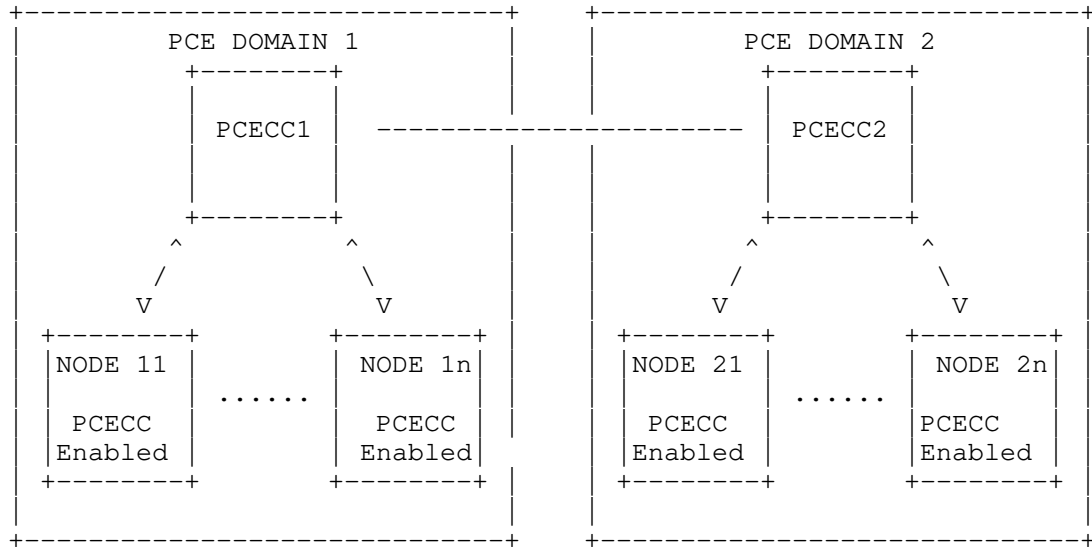 PCE DOMAIN 1 PCE DOMAIN 2
PCECC1 PCECC2
NODE 11 NODE 1n NODE 21 NODE 2n
...... ......
PCECC PCECC PCECC PCECC
Enabled Enabled Enabled Enabled